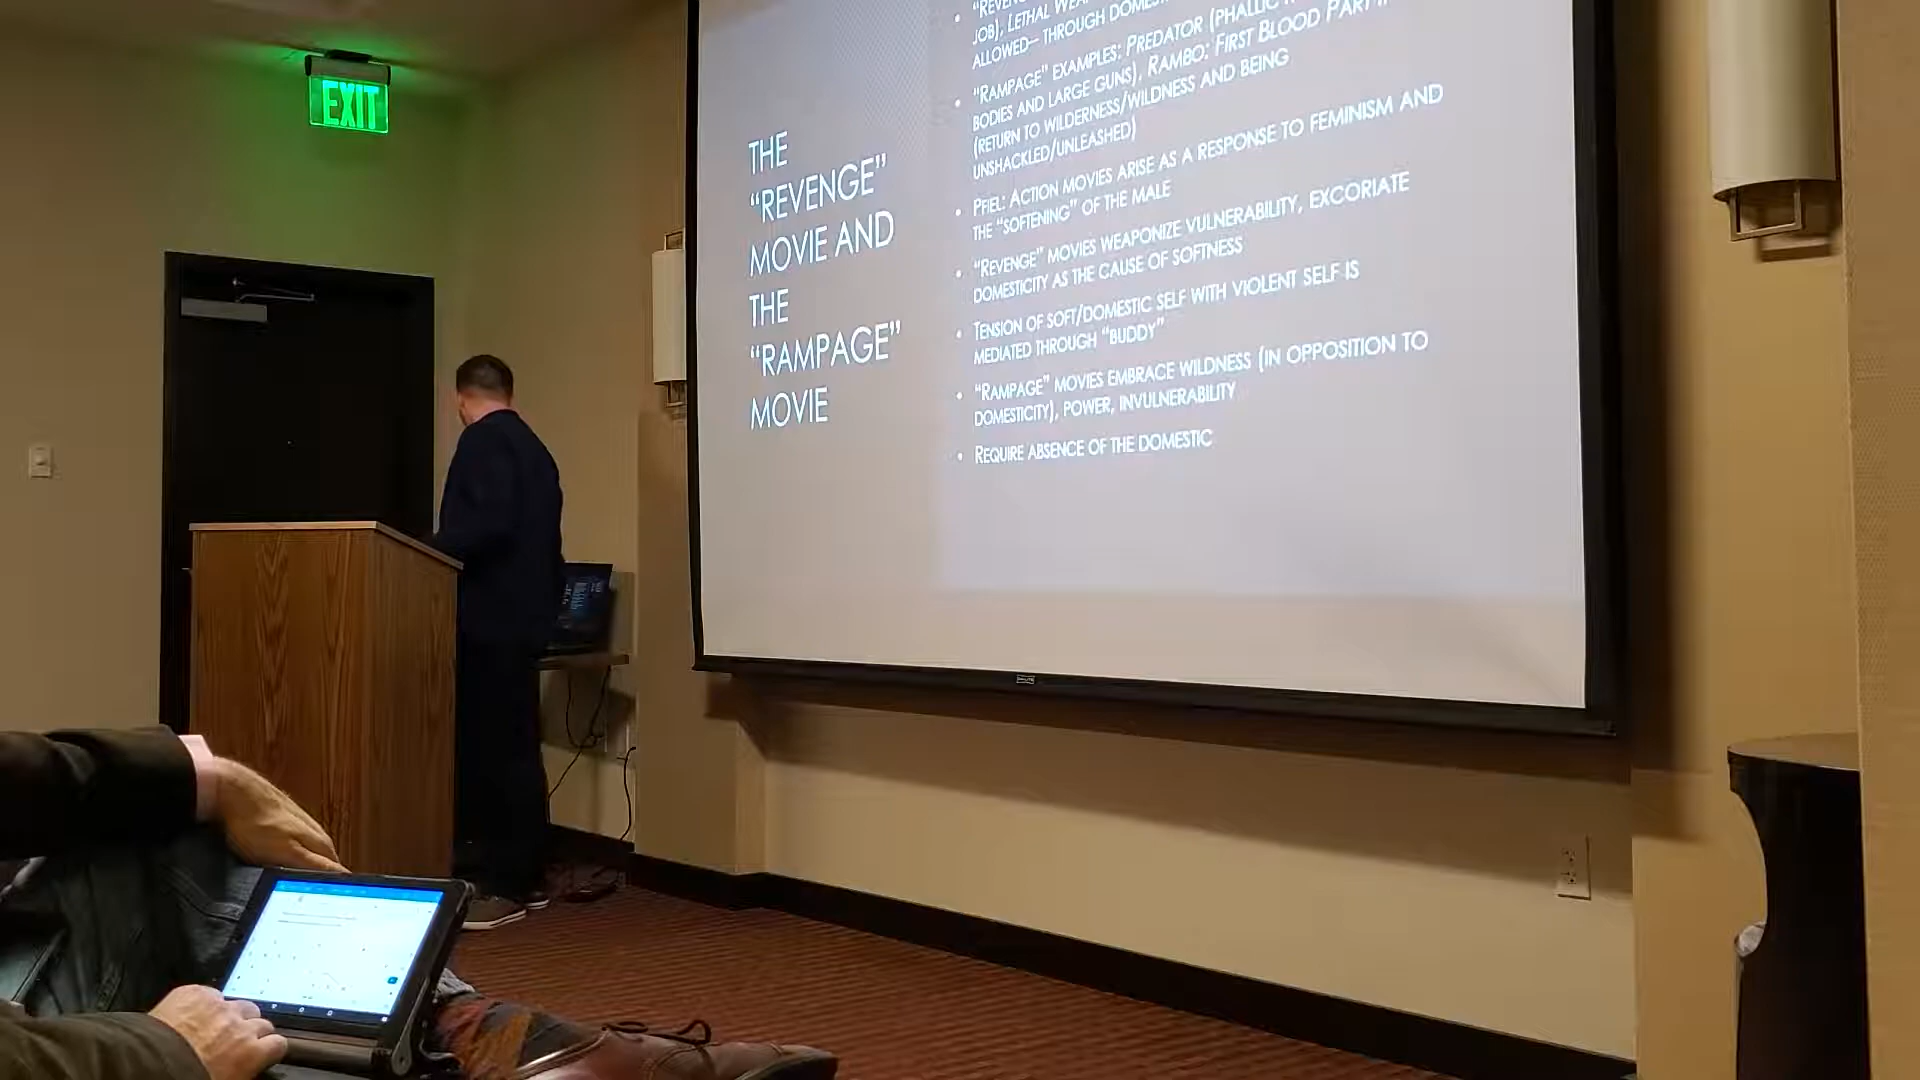 EXIT
THE
“REVENGE”
MOVIE AND
THE
“RAMPAGE”
MOVIE
JOB), LETHAL
ALLOWED– THROUGH
“RAMPAGE” EXAMPLES: PREDATOR (PHALLIC
BODIES AND LARGE GUNS), RAMBO: FIRST BLOOD PART II
(RETURN TO WILDERNESS/WILDNESS AND BEING
UNSHACKLED/UNLEASHED)
PFIEL: ACTION MOVIES ARISE AS A RESPONSE TO FEMINISM AND
THE “SOFTENING” OF THE MALE
“REVENGE” MOVIES WEAPONIZE VULNERABILITY, EXCORIATE
DOMESTICITY AS THE CAUSE OF SOFTNESS
TENSION OF SOFT/DOMESTIC SELF WITH VIOLENT SELF IS
MEDIATED THROUGH “BUDDY”
“RAMPAGE” MOVIES EMBRACE WILDNESS (IN OPPOSITION TO
DOMESTICITY), POWER, INVULNERABILITY
REQUIRE ABSENCE OF THE DOMESTIC